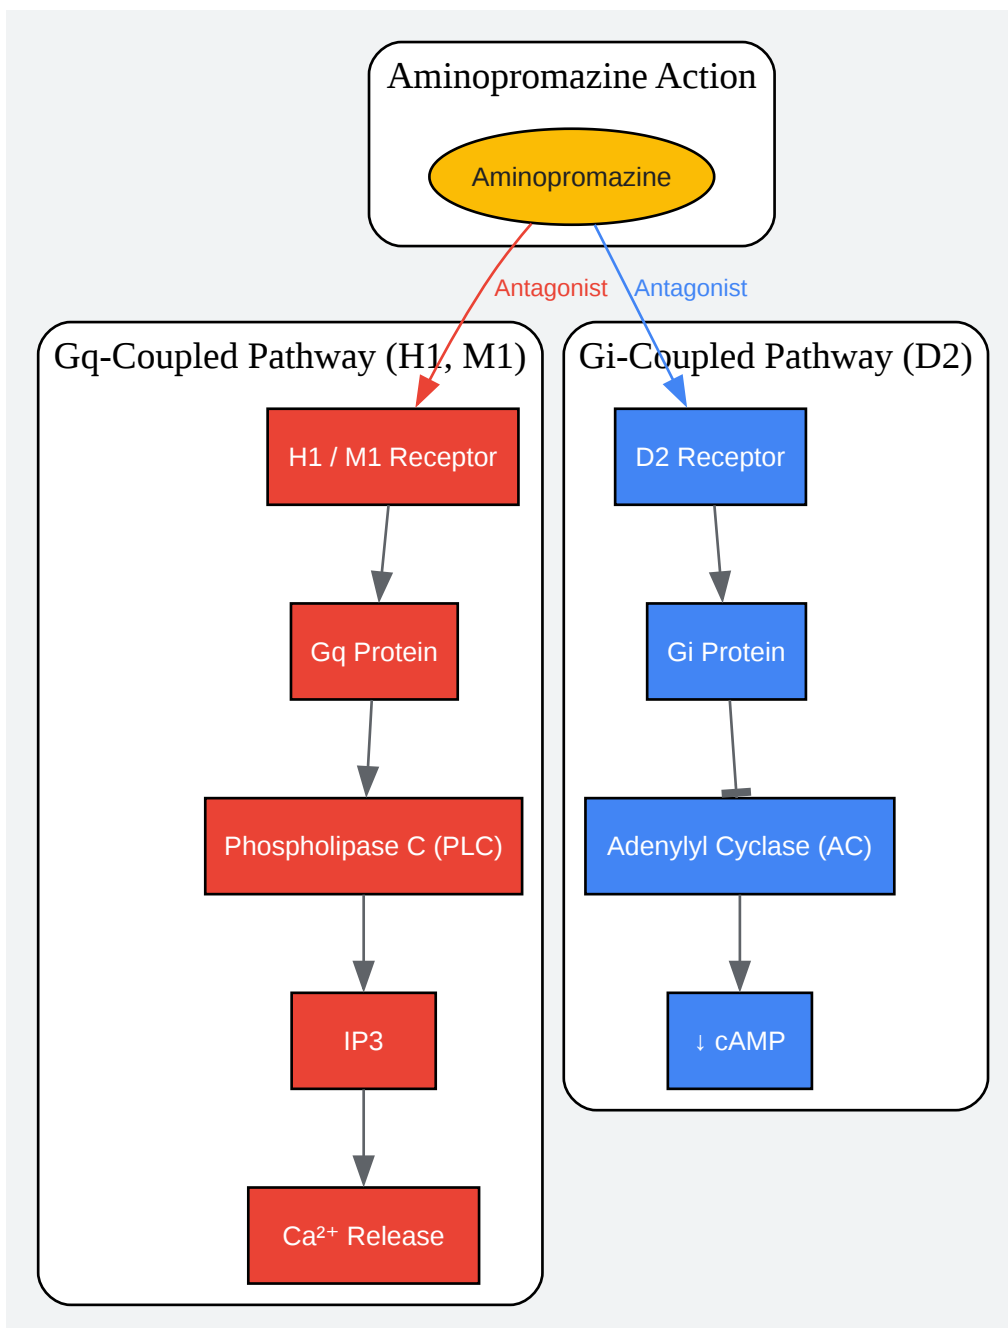 Aminopromazine Action
Aminopromazine
Antagonist
Antagonist
Gq-Coupled Pathway (H1, M1)
H1 / M1 Receptor
Gq Protein
Phospholipase C (PLC)
IP3
Ca²⁺ Release
Gi-Coupled Pathway (D2)
D2 Receptor
Gi Protein
Adenylyl Cyclase (AC)
↓ cAMP